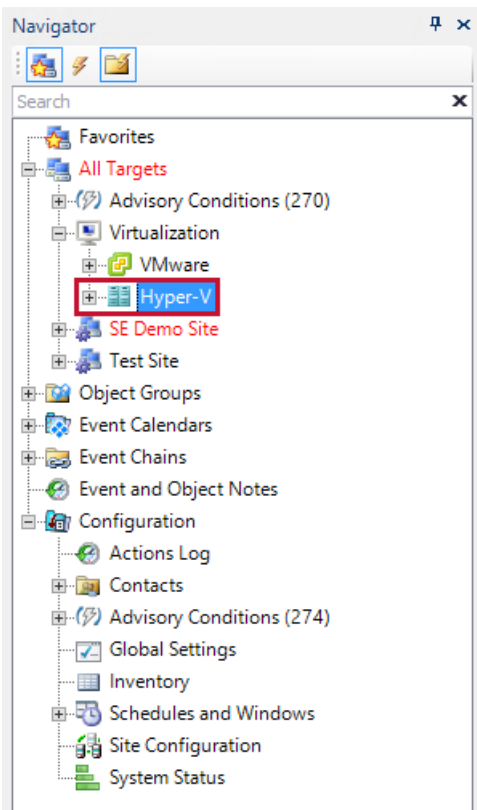 Navigator
Search
Favorites
All Targets
Advisory Conditions (270)
Virtualization
VMware
Hyper-V
SE Demo Site
Test Site
Object Groups
Event Calendars
Event Chains
Event and Object Notes
Configuration
Actions Log
Contacts
Advisory Conditions (274)
Global Settings
Inventory
Schedules and Windows
Site Configuration
System Status